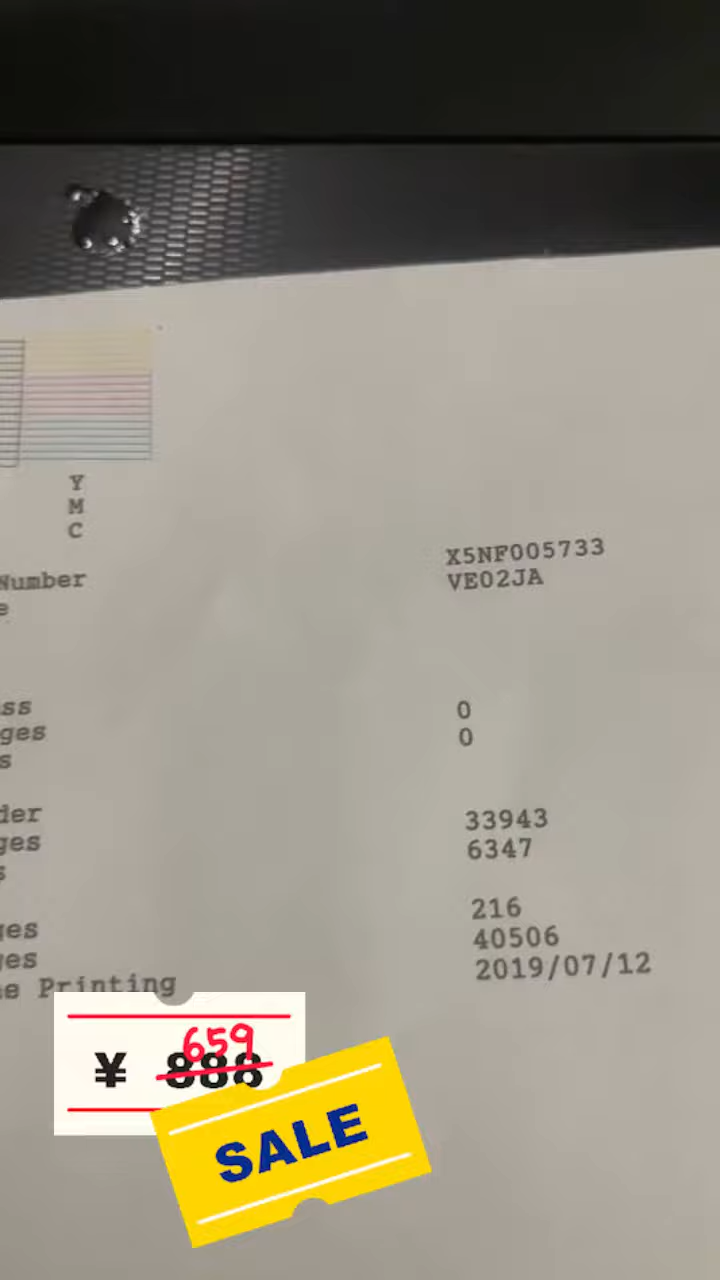 Y
M
C
X5NF005733
Number
VE02JA
e
ss
0
ges
0
s
der
33943
ges
6347
s
216
ges
40506
ges
2019/07/12
e Printing
659
¥ 888
SALE